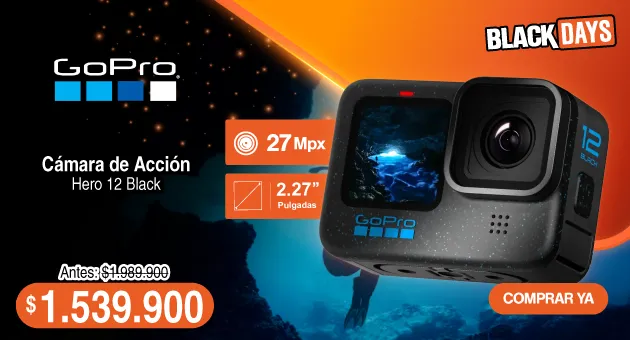 BLACK DAYS
GoPro
Cámara de Acción
Hero 12 Black
27 Mpx
2.27”
Pulgadas
12
BLACK
GoPro
Antes: $1.989.900
$1.539.900
COMPRAR YA